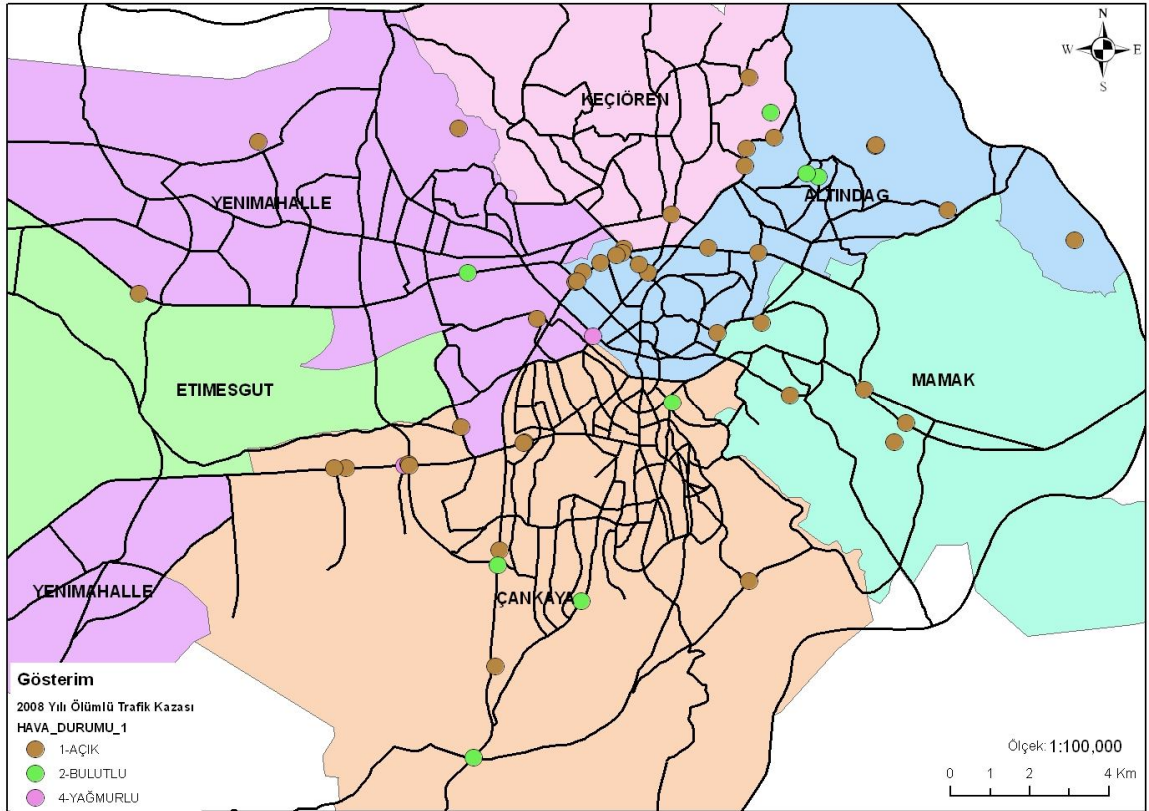 N
W E
S
KEÇİÖREN
YENIMAHALLE
ALTINDAG
ETIMESGUT
MAMAK
YENIMAHALLE
ÇANKAYA
Gösterim
2008 Yılı Ölümlü Trafik Kazası
HAVA_DURUMU_1
1-AÇIK
2-BULUTLU
4-YAĞMURLU
Ölçek: 1:100,000
0 1 2 4 Km